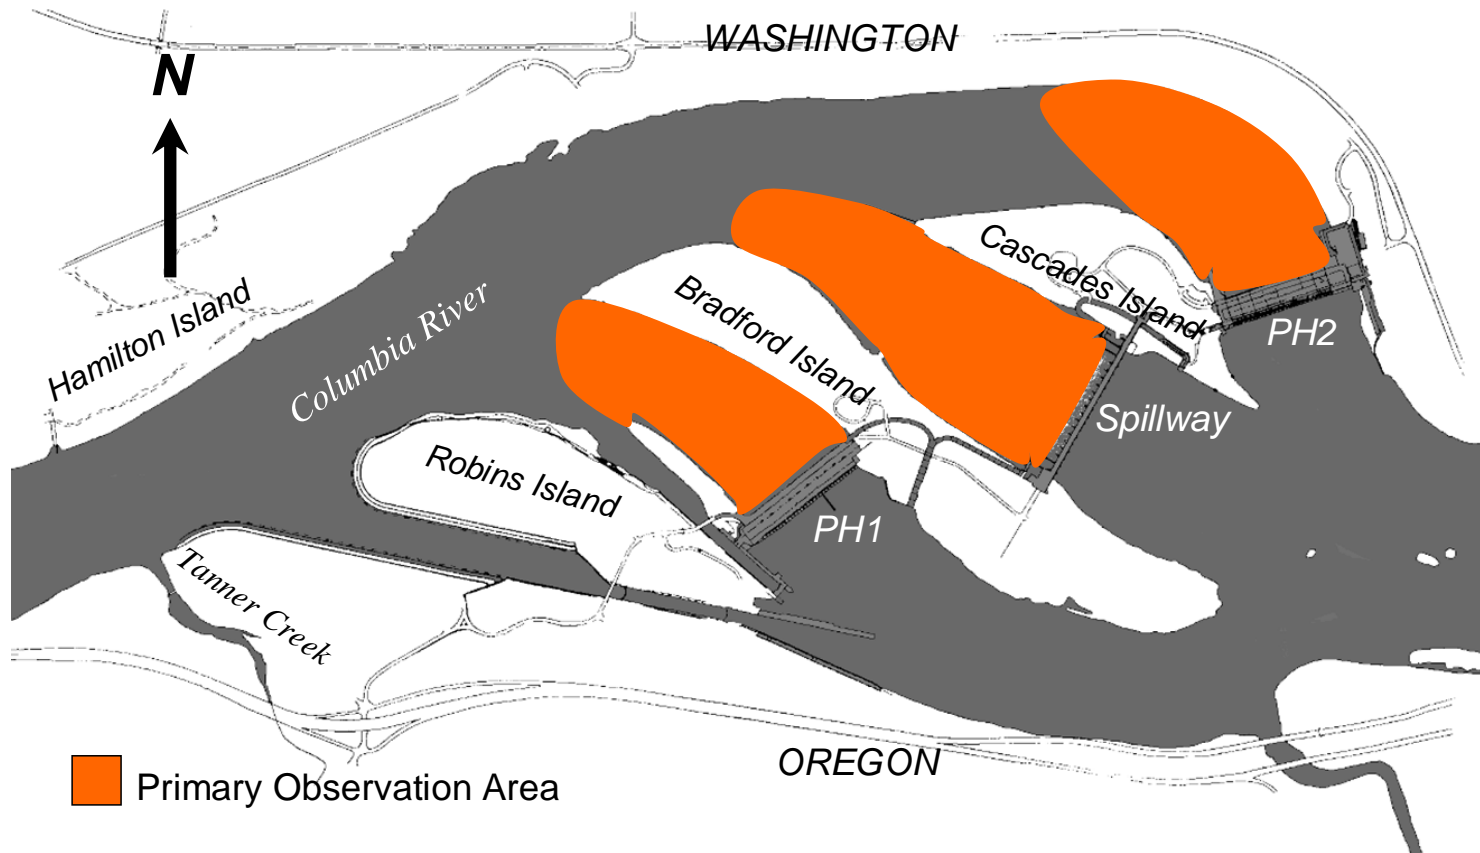 WASHINGTON
N
Cascades Island
Hamilton Island
Columbia River
Bradford Island
PH2
Spillway
Robins Island
PH1
Tanner Creek
OREGON
Primary Observation Area